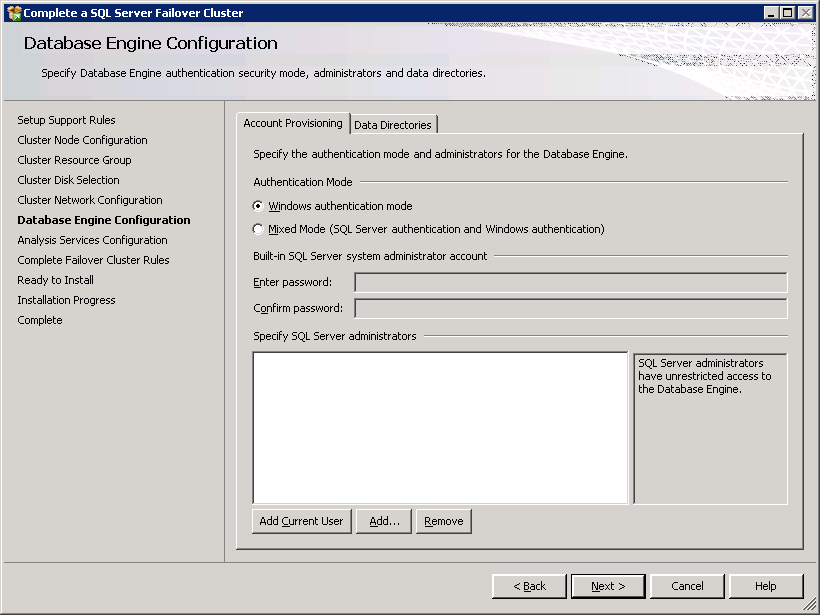 Complete a SQL Server Failover Cluster
Database Engine Configuration
Specify Database Engine authentication security mode, administrators and data directories.
Setup Support Rules
Cluster Node Configuration
Cluster Resource Group
Cluster Disk Selection
Cluster Network Configuration
Database Engine Configuration
Analysis Services Configuration
Complete Failover Cluster Rules
Ready to Install
Installation Progress
Complete
Account Provisioning
Data Directories
Specify the authentication mode and administrators for the Database Engine.
Authentication Mode
Windows authentication mode
Mixed Mode (SQL Server authentication and Windows authentication)
Built-in SQL Server system administrator account
Enter password:
Confirm password:
Specify SQL Server administrators
SQL Server administrators
have unrestricted access to
the Database Engine.
Add Current User
Add...
Remove
< Back
Next >
Cancel
Help